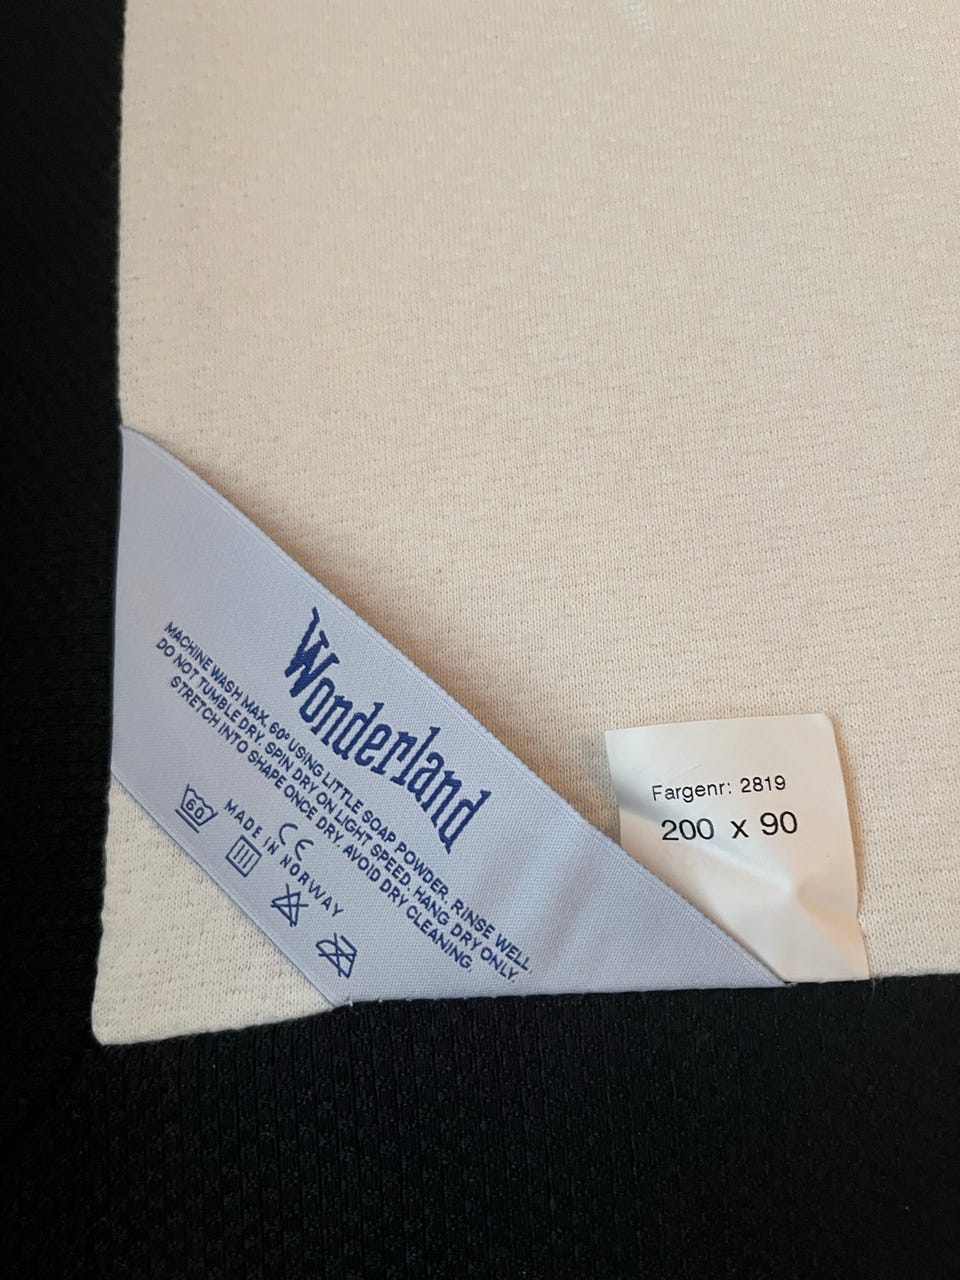 Wonderland
MACHINE WASH MAX. 60° USING LITTLE SOAP POWDER. RINSE WELL.
DO NOT TUMBLE DRY. SPIN DRY ON LIGHT SPEED. HANG DRY ONLY.
STRETCH INTO SHAPE ONCE DRY. AVOID DRY CLEANING.
CE
MADE IN NORWAY
60
Fargenr: 2819
200 x 90